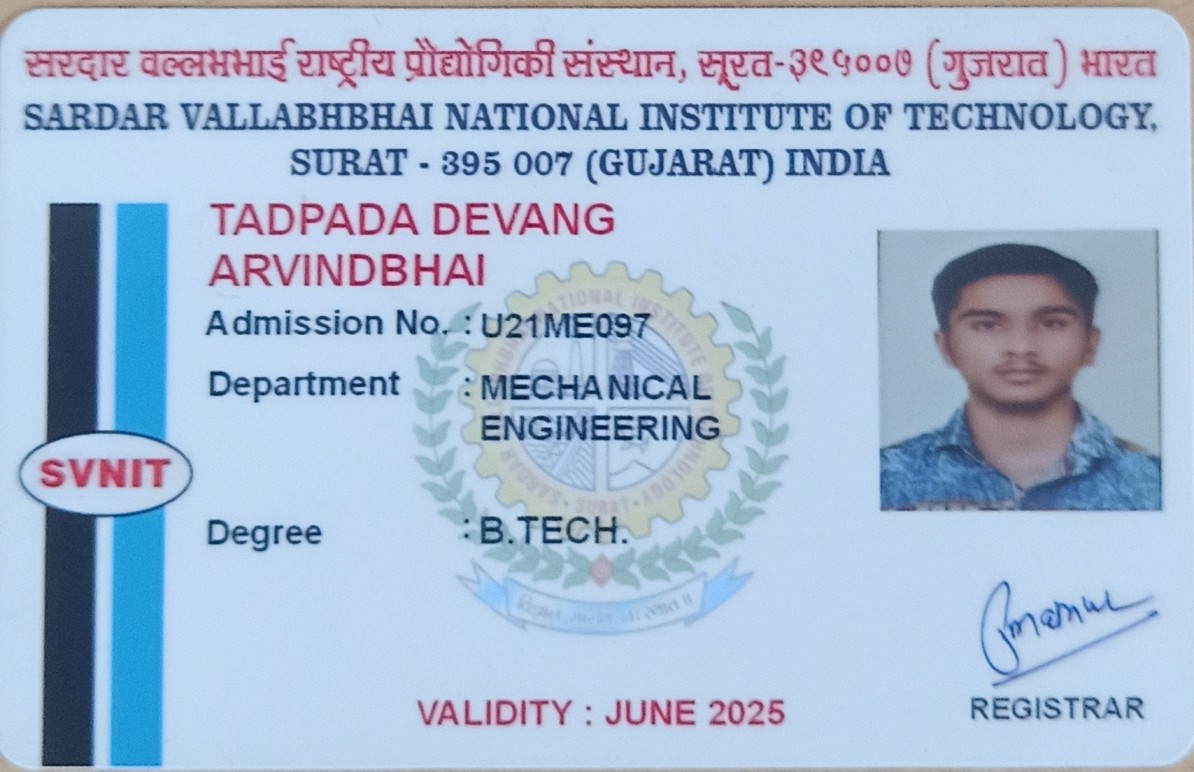 सरदार वल्लभभाई राष्ट्रीय प्रौद्योगिकी संस्थान, सूरत-३९५००७ (गुजरात) भारत
SARDAR VALLABHBHAI NATIONAL INSTITUTE OF TECHNOLOGY,
SURAT - 395 007 (GUJARAT) INDIA
TADPADA DEVANG
ARVINDBHAI
Admission No. : U21ME097
Department : MECHANICAL
ENGINEERING
SVNIT
Degree : B.TECH.
VALIDITY : JUNE 2025
REGISTRAR